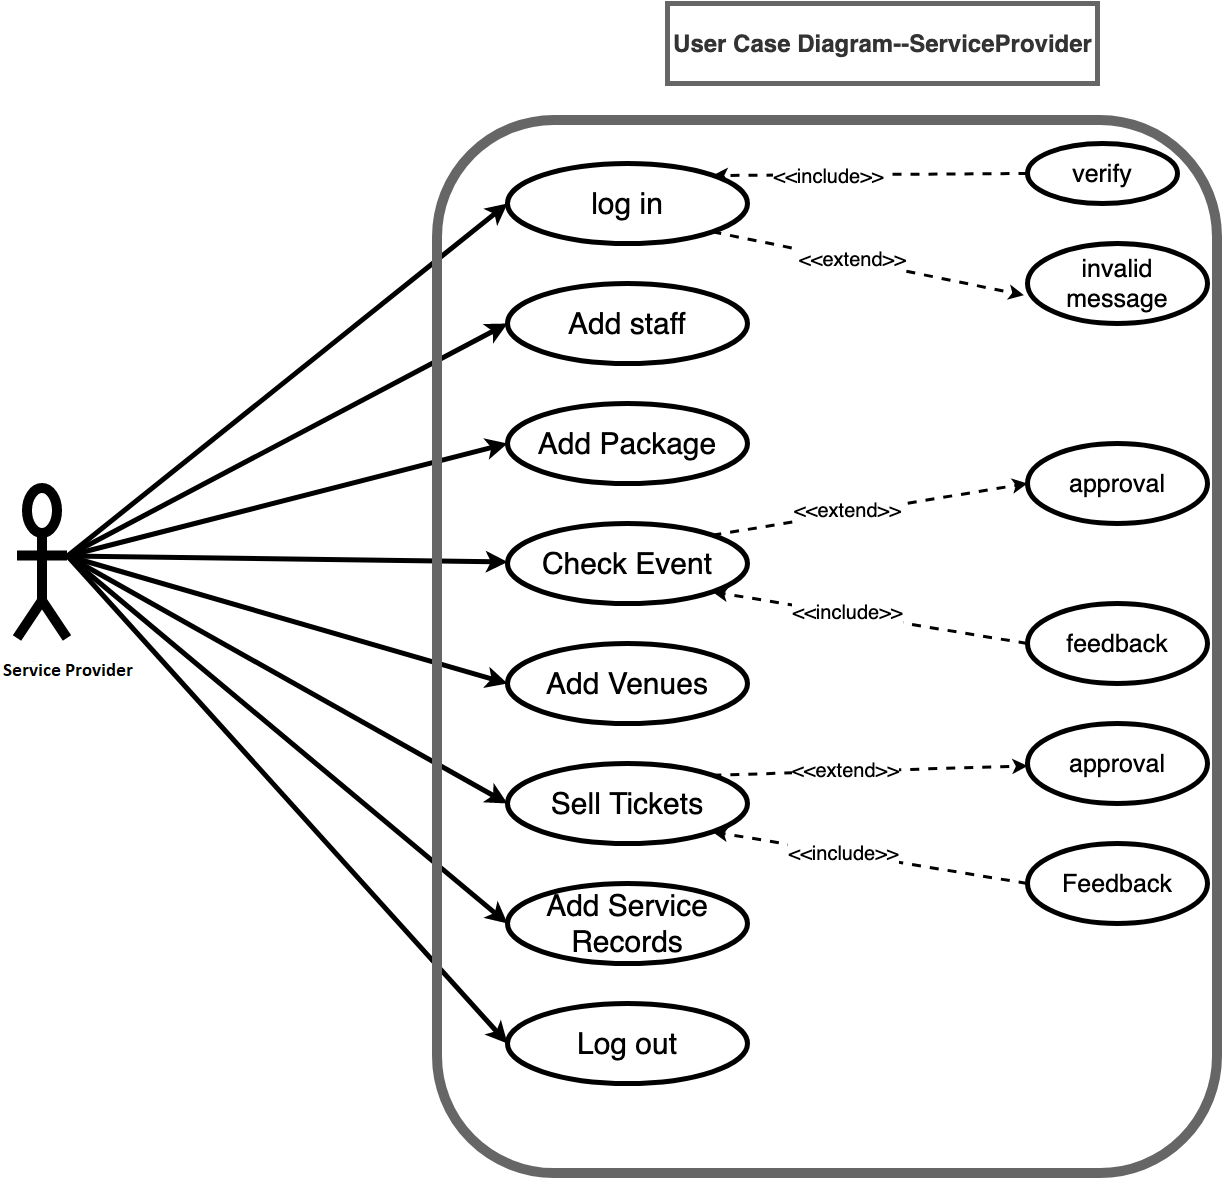 User Case Diagram--ServiceProvider
log in
<<include>>
verify
<<extend>>
invalid
message
Add staff
Add Package
Check Event
<<extend>>
approval
<<include>>
feedback
Service Provider
Add Venues
Sell Tickets
<<extend>>
approval
<<include>>
Feedback
Add Service
Records
Log out